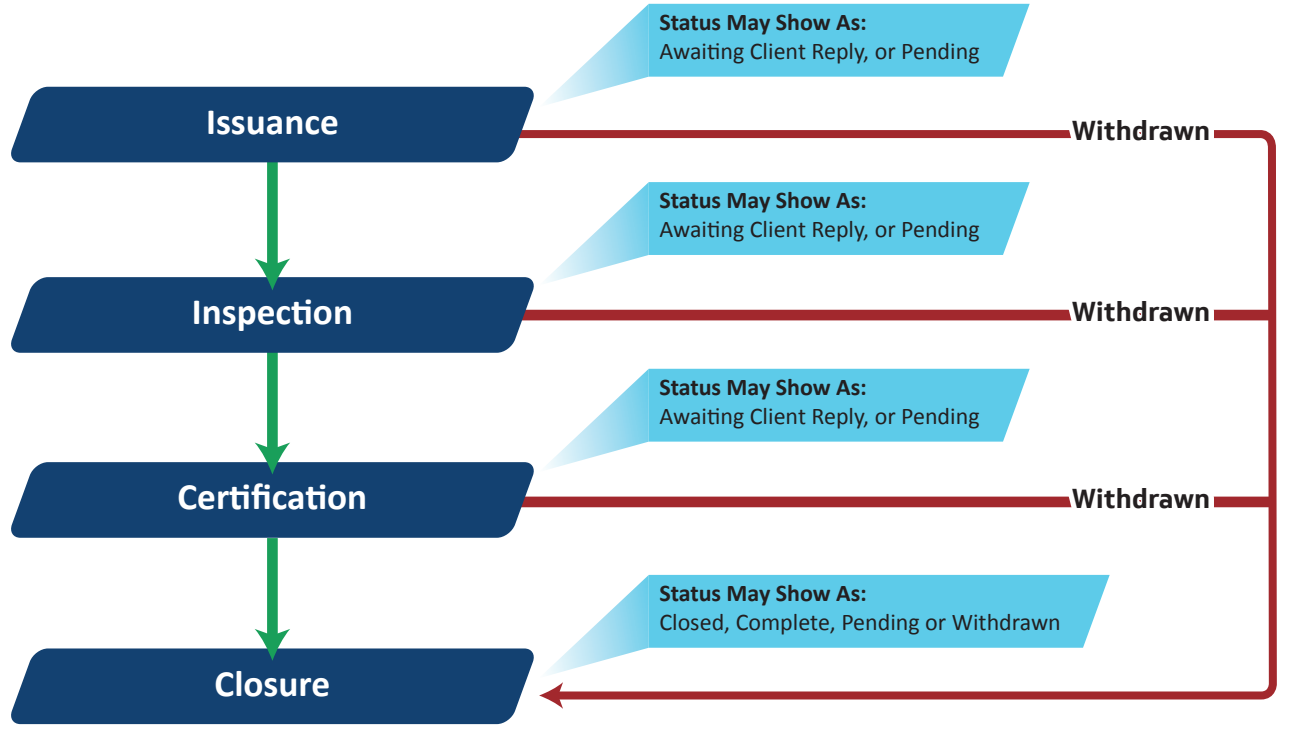 Status May Show As:
Awaiting Client Reply, or Pending
Issuance
Withdrawn
Status May Show As:
Awaiting Client Reply, or Pending
Inspection
Withdrawn
Status May Show As:
Awaiting Client Reply, or Pending
Certification
Withdrawn
Status May Show As:
Closed, Complete, Pending or Withdrawn
Closure